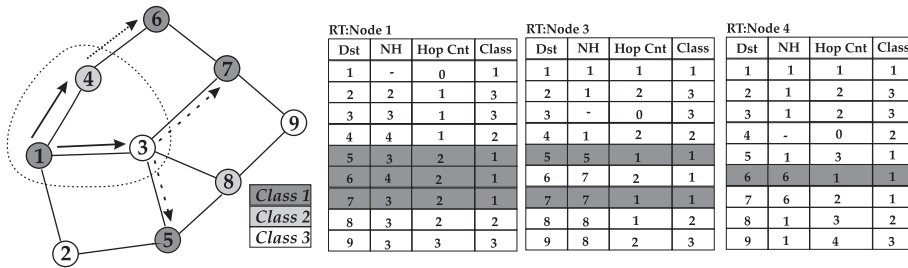 6
4
7
9
1
3
8
5
2
Class 1
Class 2
Class 3
RT:Node 1
Dst NH Hop Cnt Class
1 - 0 1
2 2 1 3
3 3 1 3
4 4 1 2
5 3 2 1
6 4 2 1
7 3 2 1
8 3 2 2
9 3 3 3
RT:Node 3
Dst NH Hop Cnt Class
1 1 1 1
2 1 2 3
3 - 0 3
4 1 2 2
5 5 1 1
6 7 2 1
7 7 1 1
8 8 1 2
9 8 2 3
RT:Node 4
Dst NH Hop Cnt Class
1 1 1 1
2 1 2 3
3 1 2 3
4 - 0 2
5 1 3 1
6 6 1 1
7 6 2 1
8 1 3 2
9 1 4 3